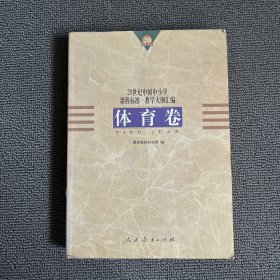 20世纪中国中小学
课程标准·教学大纲汇编
体育卷
TIYU JUAN
课程教材研究所 编
人民教育出版社